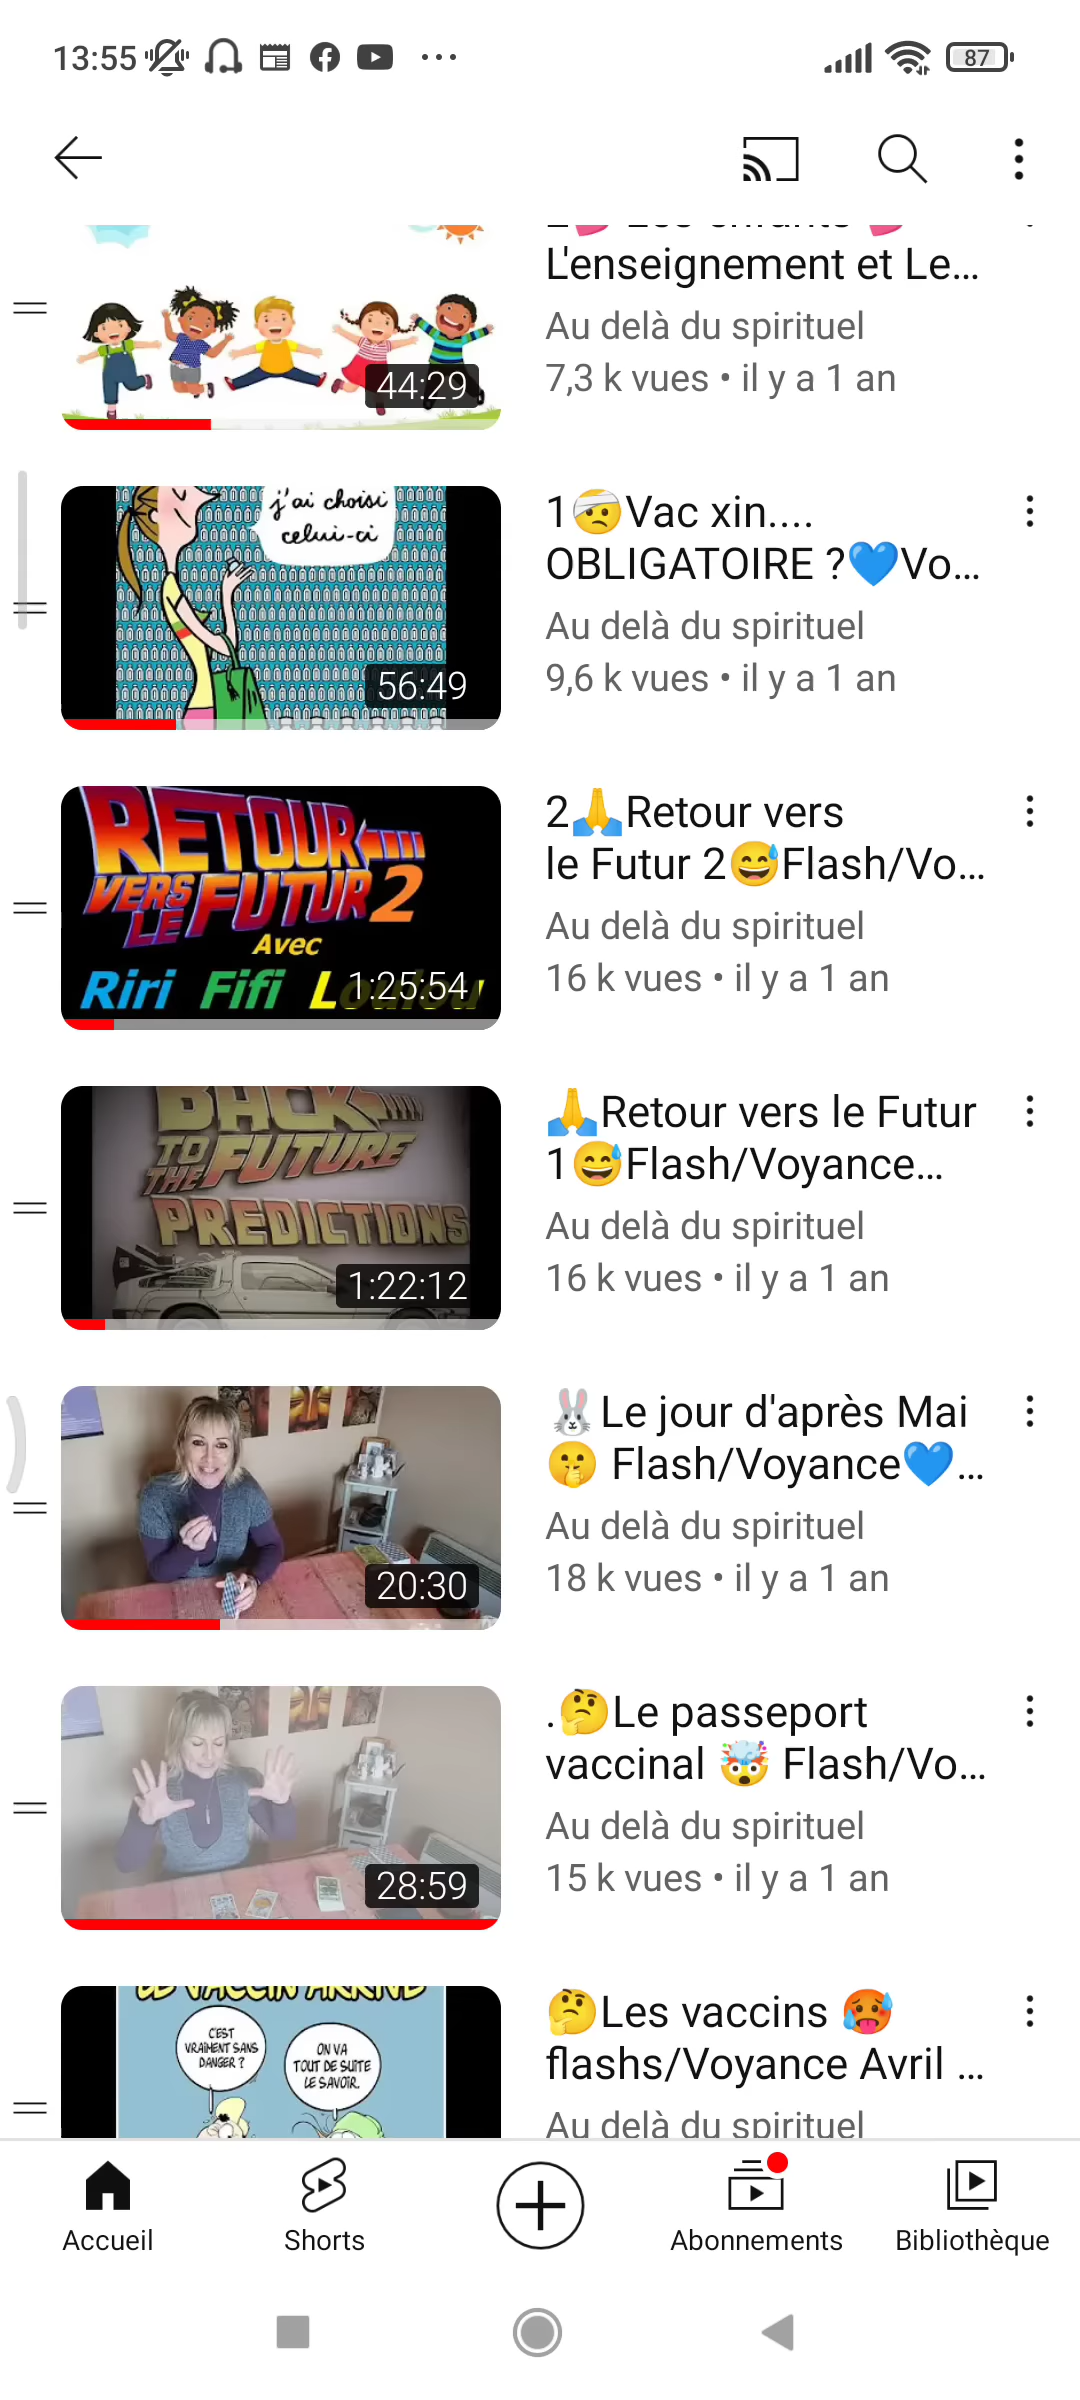 13:55
87
L'enseignement et Le...
Au delà du spirituel
7,3 k vues • il y a 1 an
44:29
j'ai choisi
celui-ci
56:49
1🤕Vac xin....
OBLIGATOIRE ?💙Vo...
Au delà du spirituel
9,6 k vues • il y a 1 an
RETOUR
VERS
LE FUTUR 2
Avec
Riri Fifi Loulou
1:25:54
2🙏Retour vers
le Futur 2😅Flash/Vo...
Au delà du spirituel
16 k vues • il y a 1 an
BACK
TO
THE FUTURE
PREDICTIONS
1:22:12
🙏Retour vers le Futur
1😅Flash/Voyance...
Au delà du spirituel
16 k vues • il y a 1 an
20:30
🐰Le jour d'après Mai
🤫 Flash/Voyance💙...
Au delà du spirituel
18 k vues • il y a 1 an
28:59
.🤔Le passeport
vaccinal 🤯 Flash/Vo...
Au delà du spirituel
15 k vues • il y a 1 an
LE VACCIN ARRIVE
C'EST
VRAIMENT SANS
DANGER ?
ON VA
TOUT DE SUITE
LE SAVOIR.
🤔Les vaccins 🥵
flashs/Voyance Avril ...
Au delà du spirituel
Accueil
Shorts
Abonnements
Bibliothèque